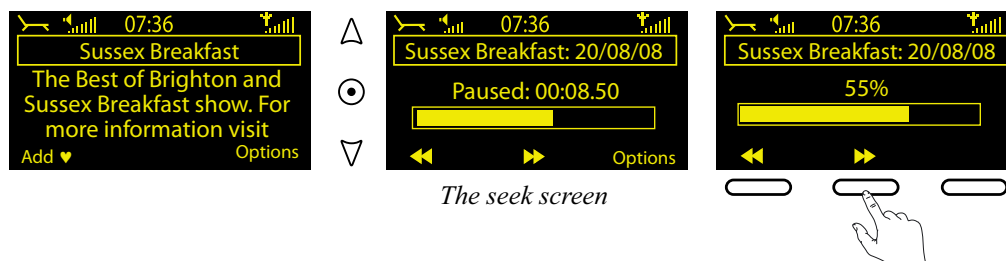 07:36
Sussex Breakfast
The Best of Brighton and
Sussex Breakfast show. For
more information visit
Add ♥ Options
07:36
Sussex Breakfast: 20/08/08
Paused: 00:08.50
Options
The seek screen
07:36
Sussex Breakfast: 20/08/08
55%